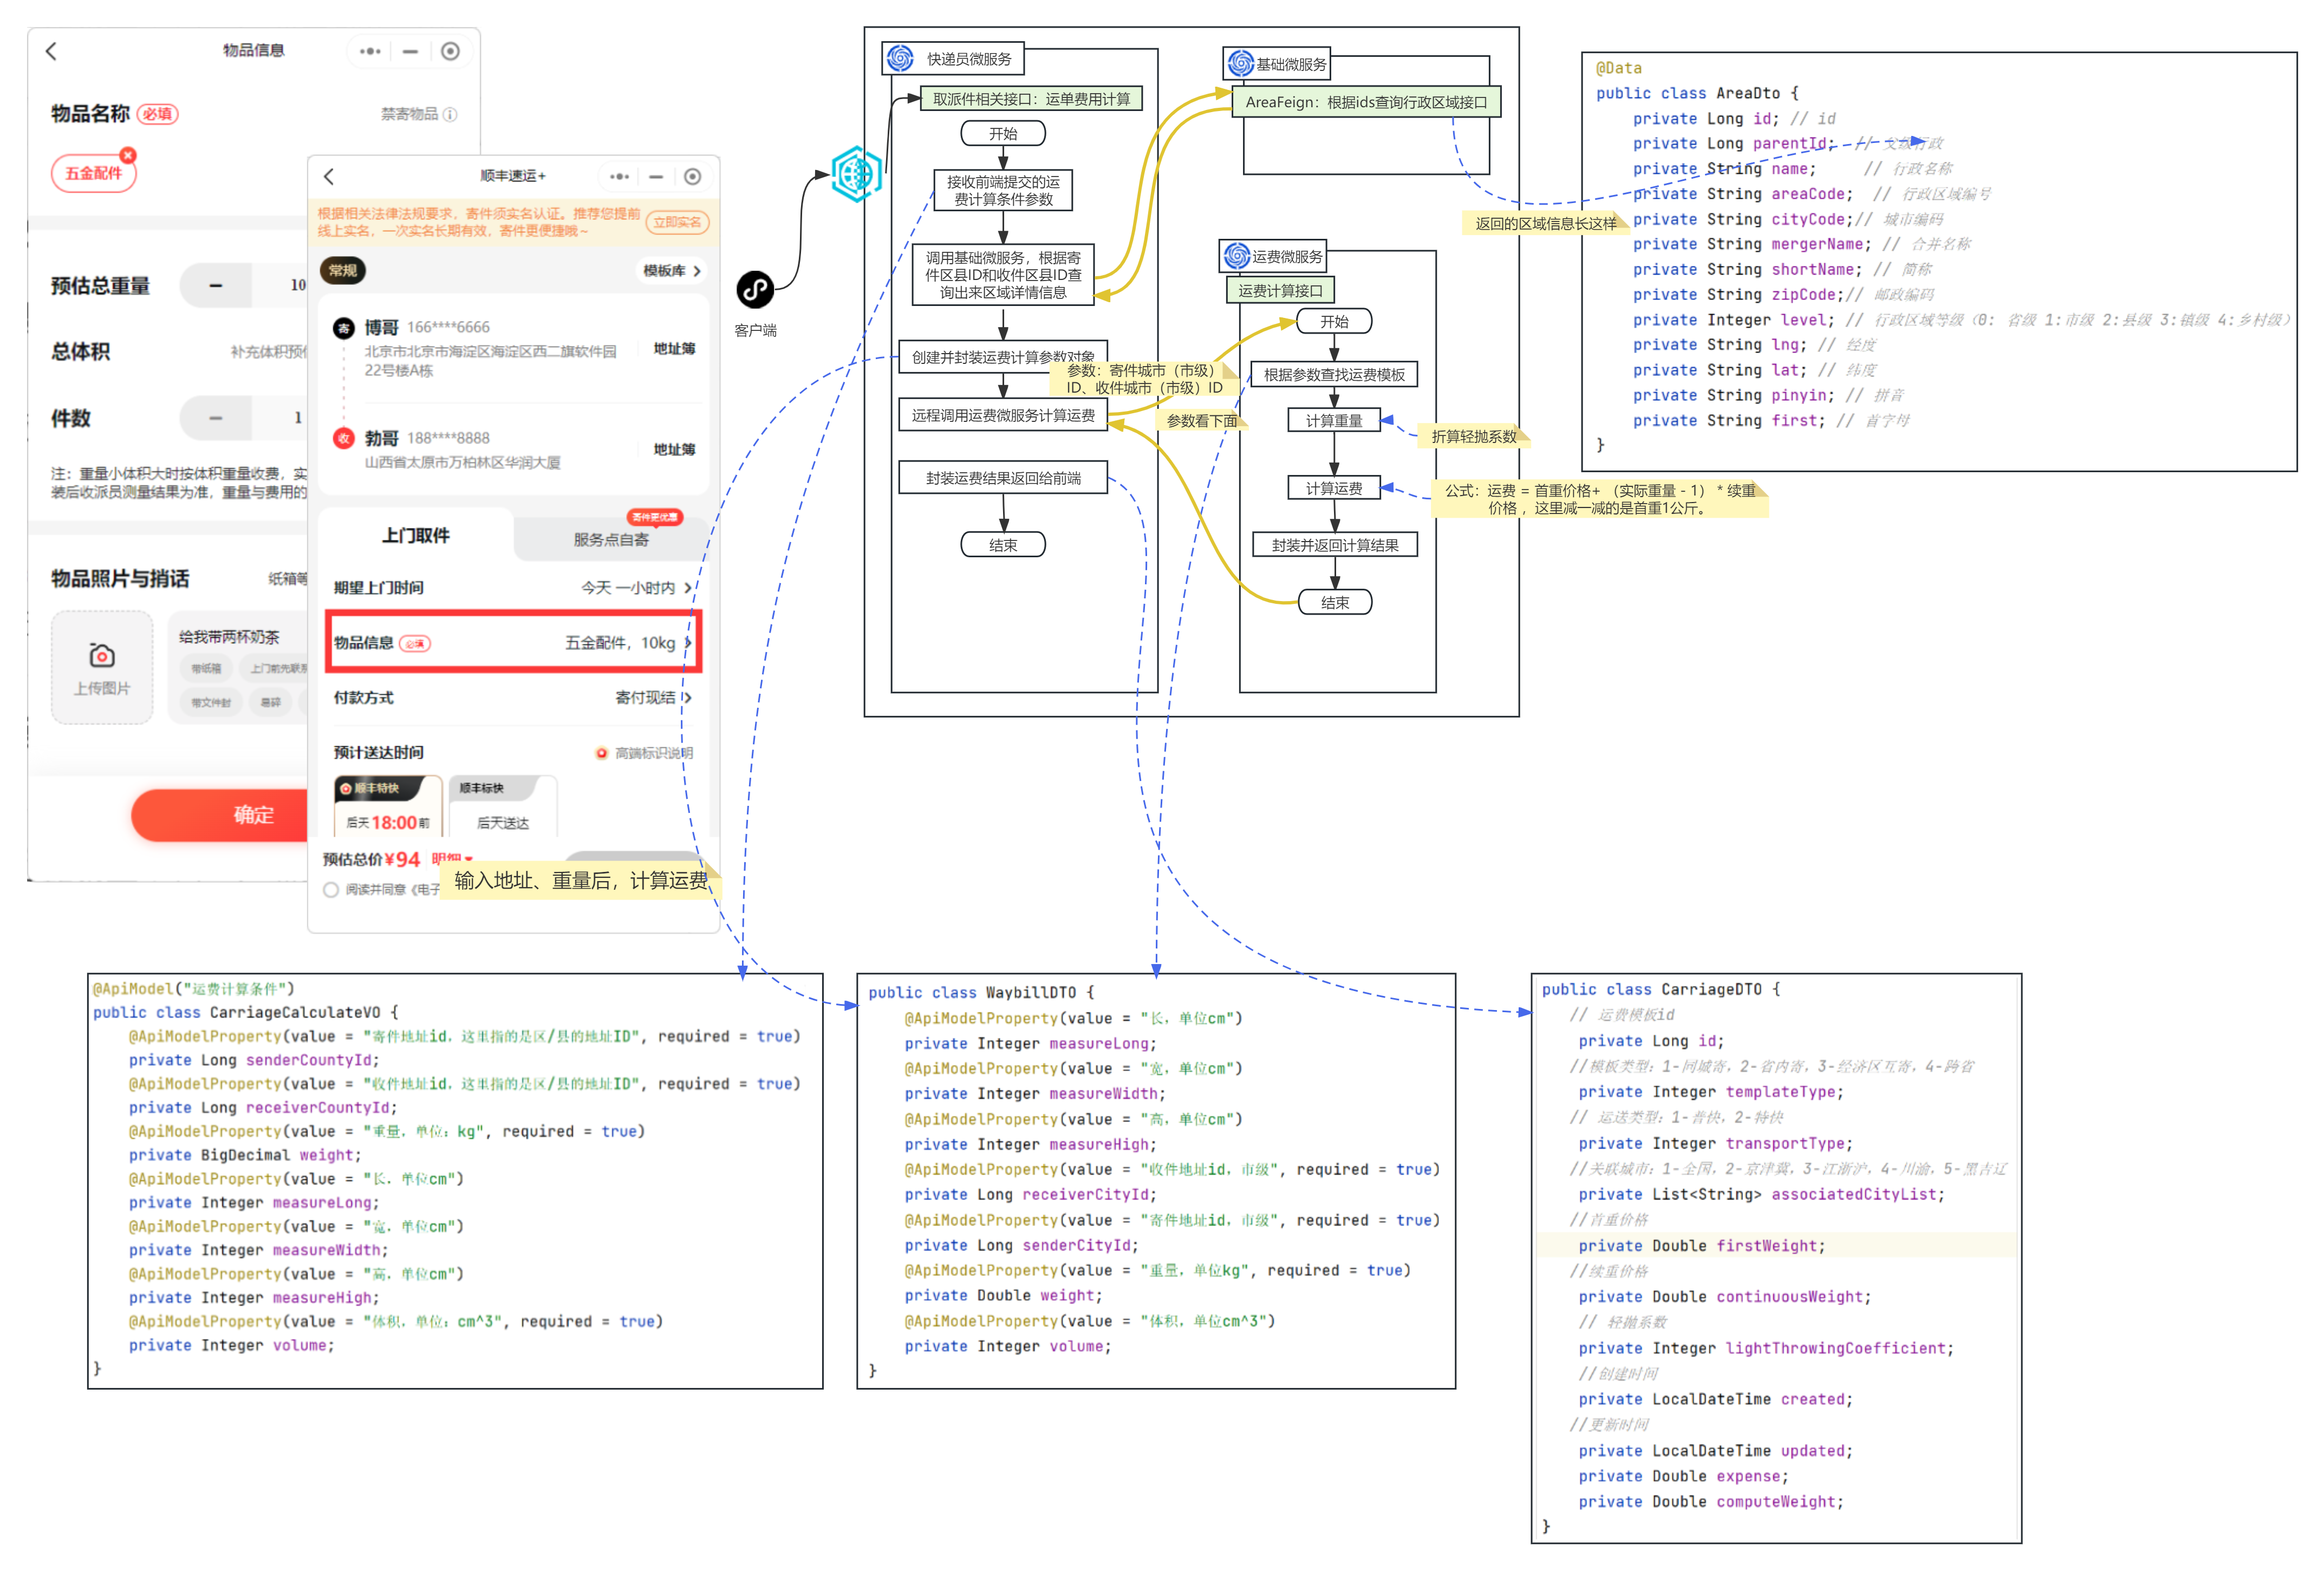 物品信息
物品名称 必填
禁寄物品
五金配件
预估总重量
10
总体积
补充体积预
件数
1
注：重量小体积大时按体积重量收费，实
装后收派员测量结果为准，重量与费用的
物品照片与捎话
纸箱等
上传图片
给我带两杯奶茶
带纸箱
上门前先联系
带文件封
易碎
确定
顺丰速运+
根据相关法律法规要求，寄件须实名认证。推荐您提前
线上实名，一次实名长期有效，寄件更便捷哦~
立即实名
常规
模板库
寄
博哥 166****6666
北京市北京市海淀区海淀区西二旗软件园
22号楼A栋
地址簿
收
勃哥 188****8888
山西省太原市万柏林区华润大厦
地址簿
上门取件
寄件更优惠
服务点自寄
期望上门时间
今天 一小时内
物品信息 必填
五金配件，10kg
付款方式
寄付现结
预计送达时间
高端标识说明
顺丰特快
后天18:00前
顺丰标快
后天送达
预估总价¥94 明细
阅读并同意《电子
输入地址、重量后，计算运费
客户端
快递员微服务
取派件相关接口：运单费用计算
开始
接收前端提交的运
费计算条件参数
调用基础微服务，根据寄
件区县ID和收件区县ID查
询出来区域详情信息
创建并封装运费计算参数对象
远程调用运费微服务计算运费
封装运费结果返回给前端
结束
参数：寄件城市（市级）
ID、收件城市（市级）ID
参数看下面
基础微服务
AreaFeign：根据ids查询行政区域接口
返回的区域信息长这样
运费微服务
运费计算接口
开始
根据参数查找运费模板
计算重量
计算运费
封装并返回计算结果
结束
折算轻抛系数
公式：运费 = 首重价格+ （实际重量 - 1） * 续重
价格 ，这里减一减的是首重1公斤。
@Data
public class AreaDto {
private Long id; // id
private Long parentId; // 父级行政
private String name; // 行政名称
private String areaCode; // 行政区域编号
private String cityCode;// 城市编码
private String mergerName; // 合并名称
private String shortName; // 简称
private String zipCode;// 邮政编码
private Integer level; // 行政区域等级（0: 省级 1:市级 2:县级 3:镇级 4:乡村级）
private String lng; // 经度
private String lat; // 纬度
private String pinyin; // 拼音
private String first; // 首字母
}
@ApiModel("运费计算条件")
public class CarriageCalculateVO {
@ApiModelProperty(value = "寄件地址id，这里指的是区/县的地址ID", required = true)
private Long senderCountyId;
@ApiModelProperty(value = "收件地址id，这里指的是区/县的地址ID", required = true)
private Long receiverCountyId;
@ApiModelProperty(value = "重量，单位：kg", required = true)
private BigDecimal weight;
@ApiModelProperty(value = "长，单位cm")
private Integer measureLong;
@ApiModelProperty(value = "宽，单位cm")
private Integer measureWidth;
@ApiModelProperty(value = "高，单位cm")
private Integer measureHigh;
@ApiModelProperty(value = "体积，单位：cm^3", required = true)
private Integer volume;
}
public class WaybillDTO {
@ApiModelProperty(value = "长，单位cm")
private Integer measureLong;
@ApiModelProperty(value = "宽，单位cm")
private Integer measureWidth;
@ApiModelProperty(value = "高，单位cm")
private Integer measureHigh;
@ApiModelProperty(value = "收件地址id，市级", required = true)
private Long receiverCityId;
@ApiModelProperty(value = "寄件地址id，市级", required = true)
private Long senderCityId;
@ApiModelProperty(value = "重量，单位kg", required = true)
private Double weight;
@ApiModelProperty(value = "体积，单位cm^3")
private Integer volume;
}
public class CarriageDTO {
// 运费模板id
private Long id;
//模板类型：1-同城寄，2-省内寄，3-经济区互寄，4-跨省
private Integer templateType;
// 运送类型：1-普快，2-特快
private Integer transportType;
//关联城市：1-全国，2-京津冀，3-江浙沪，4-川渝，5-黑吉辽
private List<String> associatedCityList;
//首重价格
private Double firstWeight;
//续重价格
private Double continuousWeight;
// 轻抛系数
private Integer lightThrowingCoefficient;
//创建时间
private LocalDateTime created;
//更新时间
private LocalDateTime updated;
private Double expense;
private Double computeWeight;
}